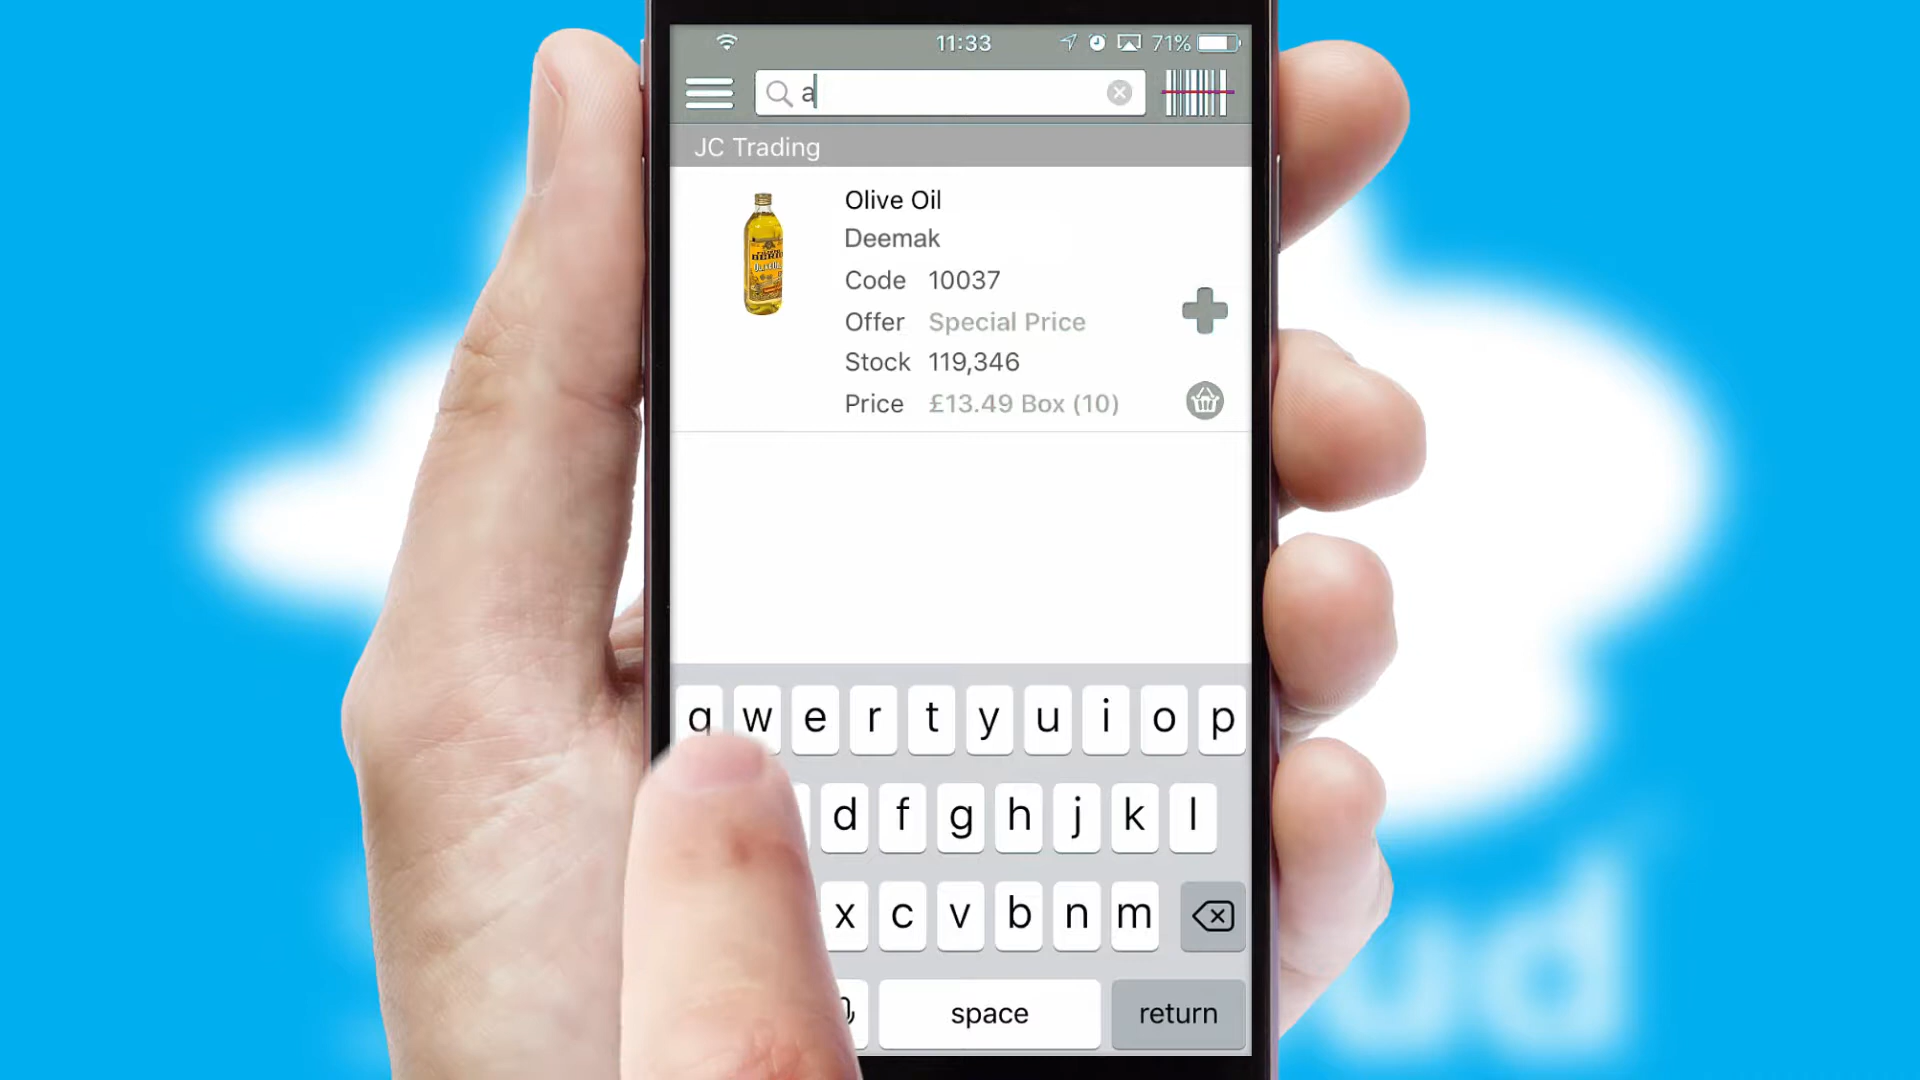 11:33 71%
a
JC Trading
Olive Oil
Deemak
Code 10037
Offer Special Price
Stock 119,346
Price £13.49 Box (10)
q w e r t y u i o p
d f g h j k l
x c v b n m
space return
ud